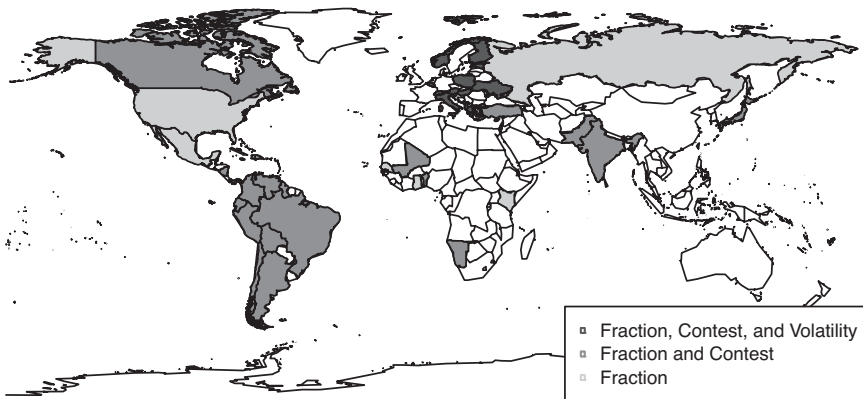 Fraction, Contest, and Volatility
Fraction and Contest
Fraction